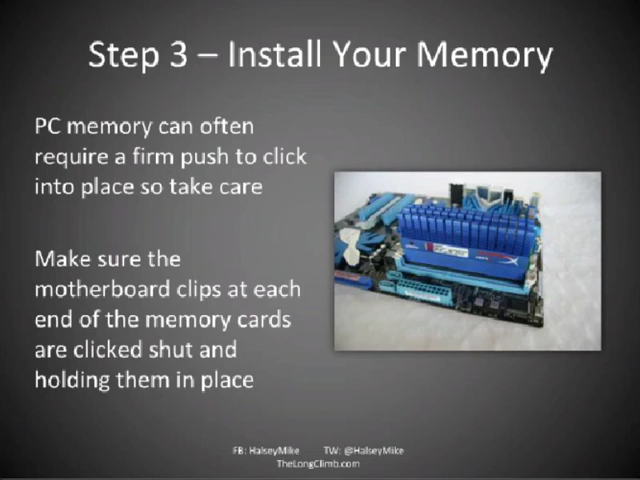 Step 3 – Install Your Memory
PC memory can often
require a firm push to click
into place so take care
Make sure the
motherboard clips at each
end of the memory cards
are clicked shut and
holding them in place
FB: HalseyMike TW: @HalseyMike
TheLongClimb.com